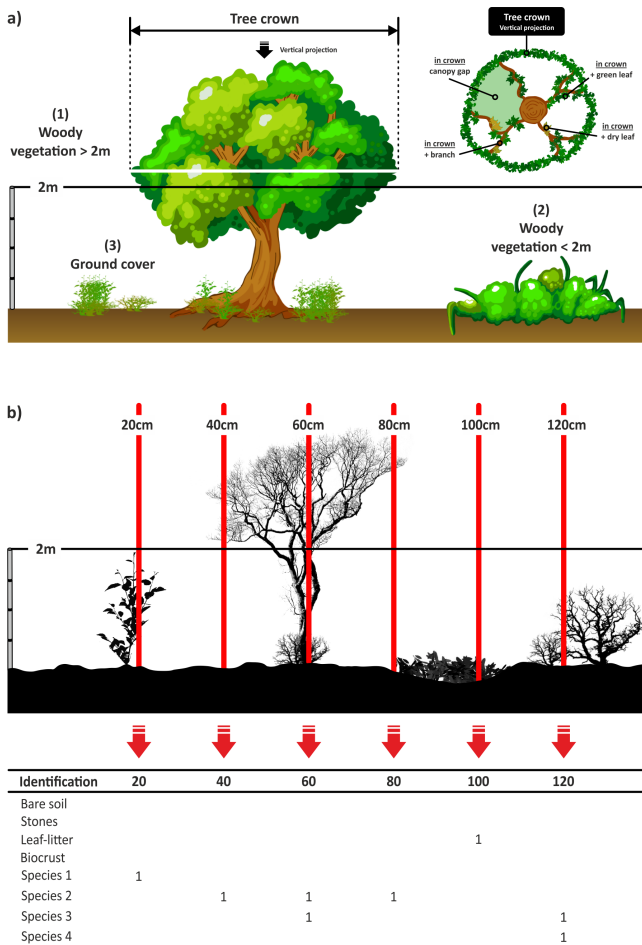 a)
Tree crown
Vertical projection
Tree crown
Vertical projection
in crown
canopy gap
in crown
+ green leaf
in crown
+ dry leaf
in crown
+ branch
(1)
Woody
vegetation > 2m
2m
(2)
Woody
vegetation < 2m
(3)
Ground cover
b)
20cm 40cm 60cm 80cm 100cm 120cm
2m
Identification 20 40 60 80 100 120
Bare soil
Stones
Leaf-litter 1
Biocrust
Species 1 1
Species 2 1 1 1
Species 3 1 1
Species 4 1